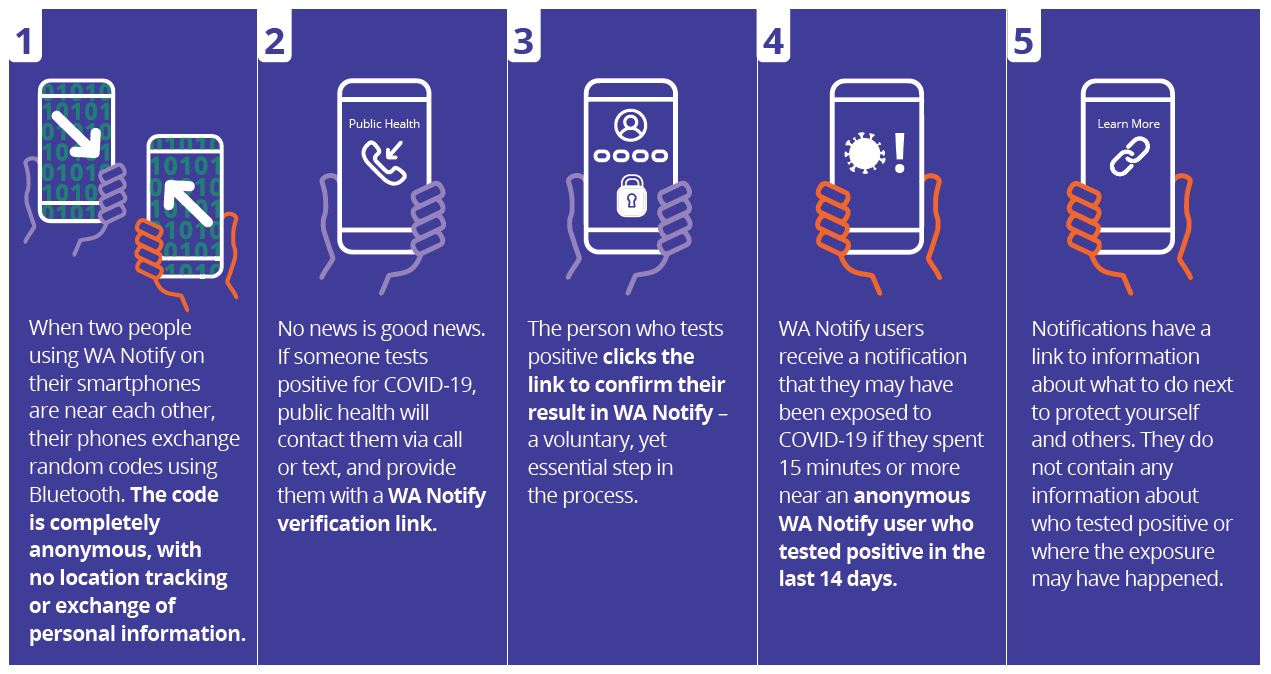 1
When two people
using WA Notify on
their smartphones
are near each other,
their phones exchange
random codes using
Bluetooth. The code
is completely
anonymous, with
no location tracking
or exchange of
personal information.
2
Public Health
No news is good news.
If someone tests
positive for COVID-19,
public health will
contact them via call
or text, and provide
them with a WA Notify
verification link.
3
The person who tests
positive clicks the
link to confirm their
result in WA Notify –
a voluntary, yet
essential step in
the process.
4
!
WA Notify users
receive a notification
that they may have
been exposed to
COVID-19 if they spent
15 minutes or more
near an anonymous
WA Notify user who
tested positive in the
last 14 days.
5
Learn More
Notifications have a
link to information
about what to do next
to protect yourself
and others. They do
not contain any
information about
who tested positive or
where the exposure
may have happened.